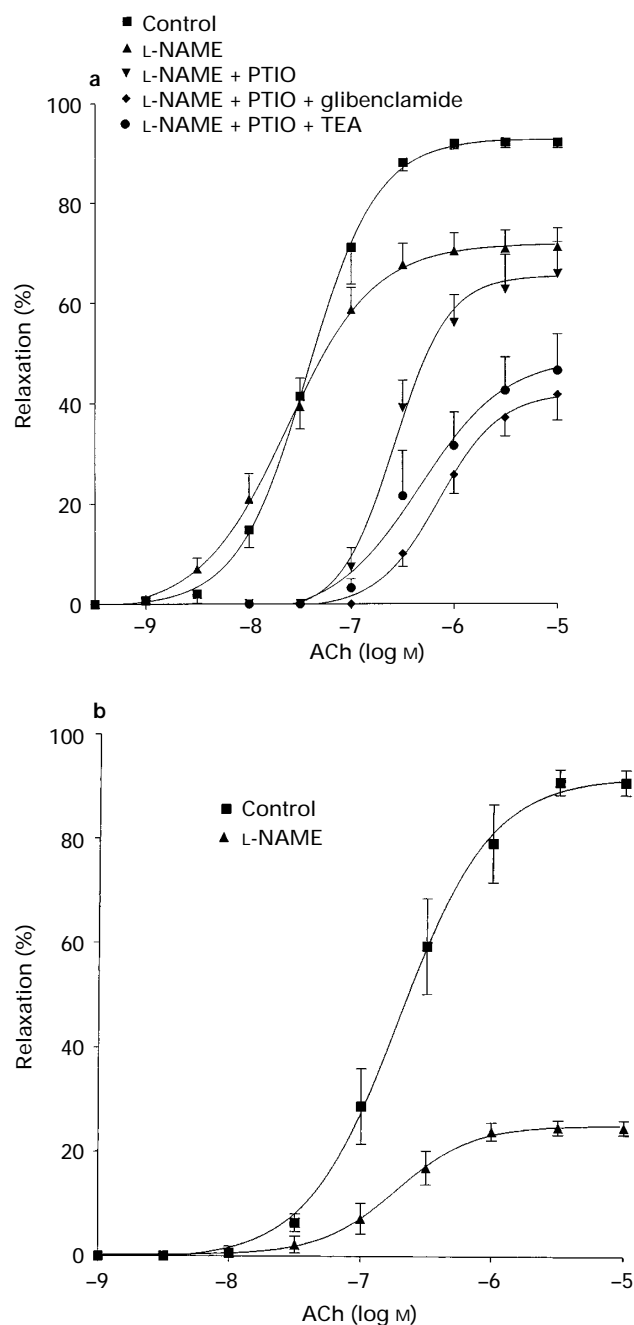 Control
L-NAME
a
L-NAME + PTIO
L-NAME + PTIO + glibenclamide
L-NAME + PTIO + TEA
100
80
60
40
20
0
Relaxation (%)
−9
−8
−7
−6
−5
ACh (log M)
b
100
80
60
40
20
0
Relaxation (%)
Control
L-NAME
−9
−8
−7
−6
−5
ACh (log M)